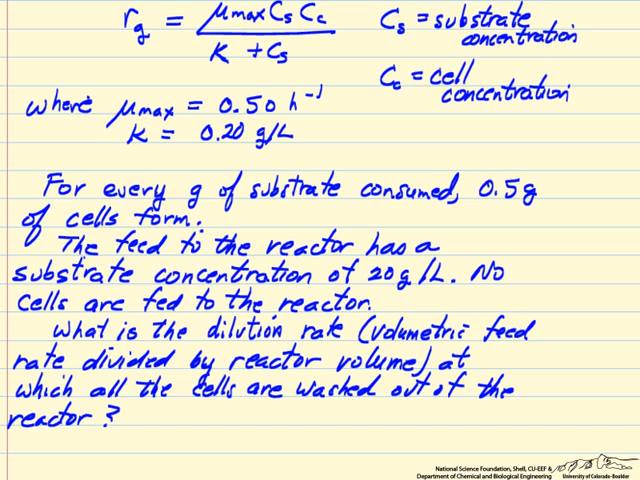 r_g = μmax Cs Cc / K + Cs
Cs = substrate concentration
Cc = cell concentration
where μmax = 0.50 h⁻¹
K = 0.20 g/L
For every g of substrate consumed, 0.5g
of cells form.
The feed to the reactor has a
substrate concentration of 20g/L. No
cells are fed to the reactor.
What is the dilution rate (volumetric feed
rate divided by reactor volume) at
which all the cells are washed out of the
reactor?
National Science Foundation, Shell, CU-EEF &
Department of Chemical and Biological Engineering
University of Colorado-Boulder